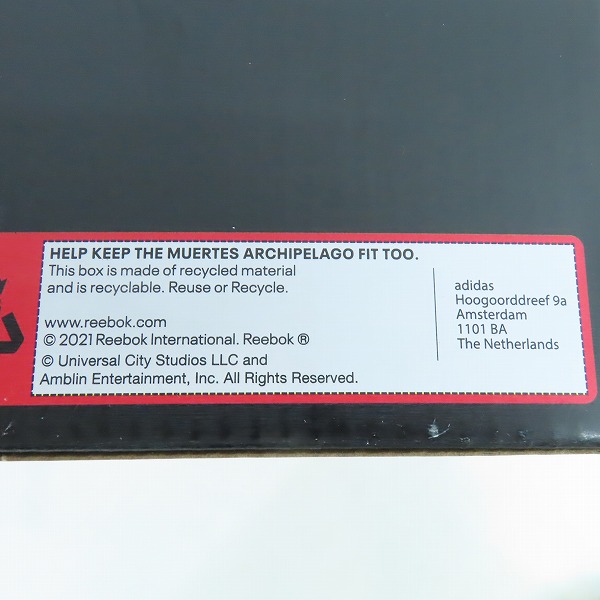 HELP KEEP THE MUERTES ARCHIPELAGO FIT TOO.
This box is made of recycled material
and is recyclable. Reuse or Recycle.
www.reebok.com
© 2021 Reebok International. Reebok ®
© Universal City Studios LLC and
Amblin Entertainment, Inc. All Rights Reserved.
adidas
Hoogoorddreef 9a
Amsterdam
1101 BA
The Netherlands